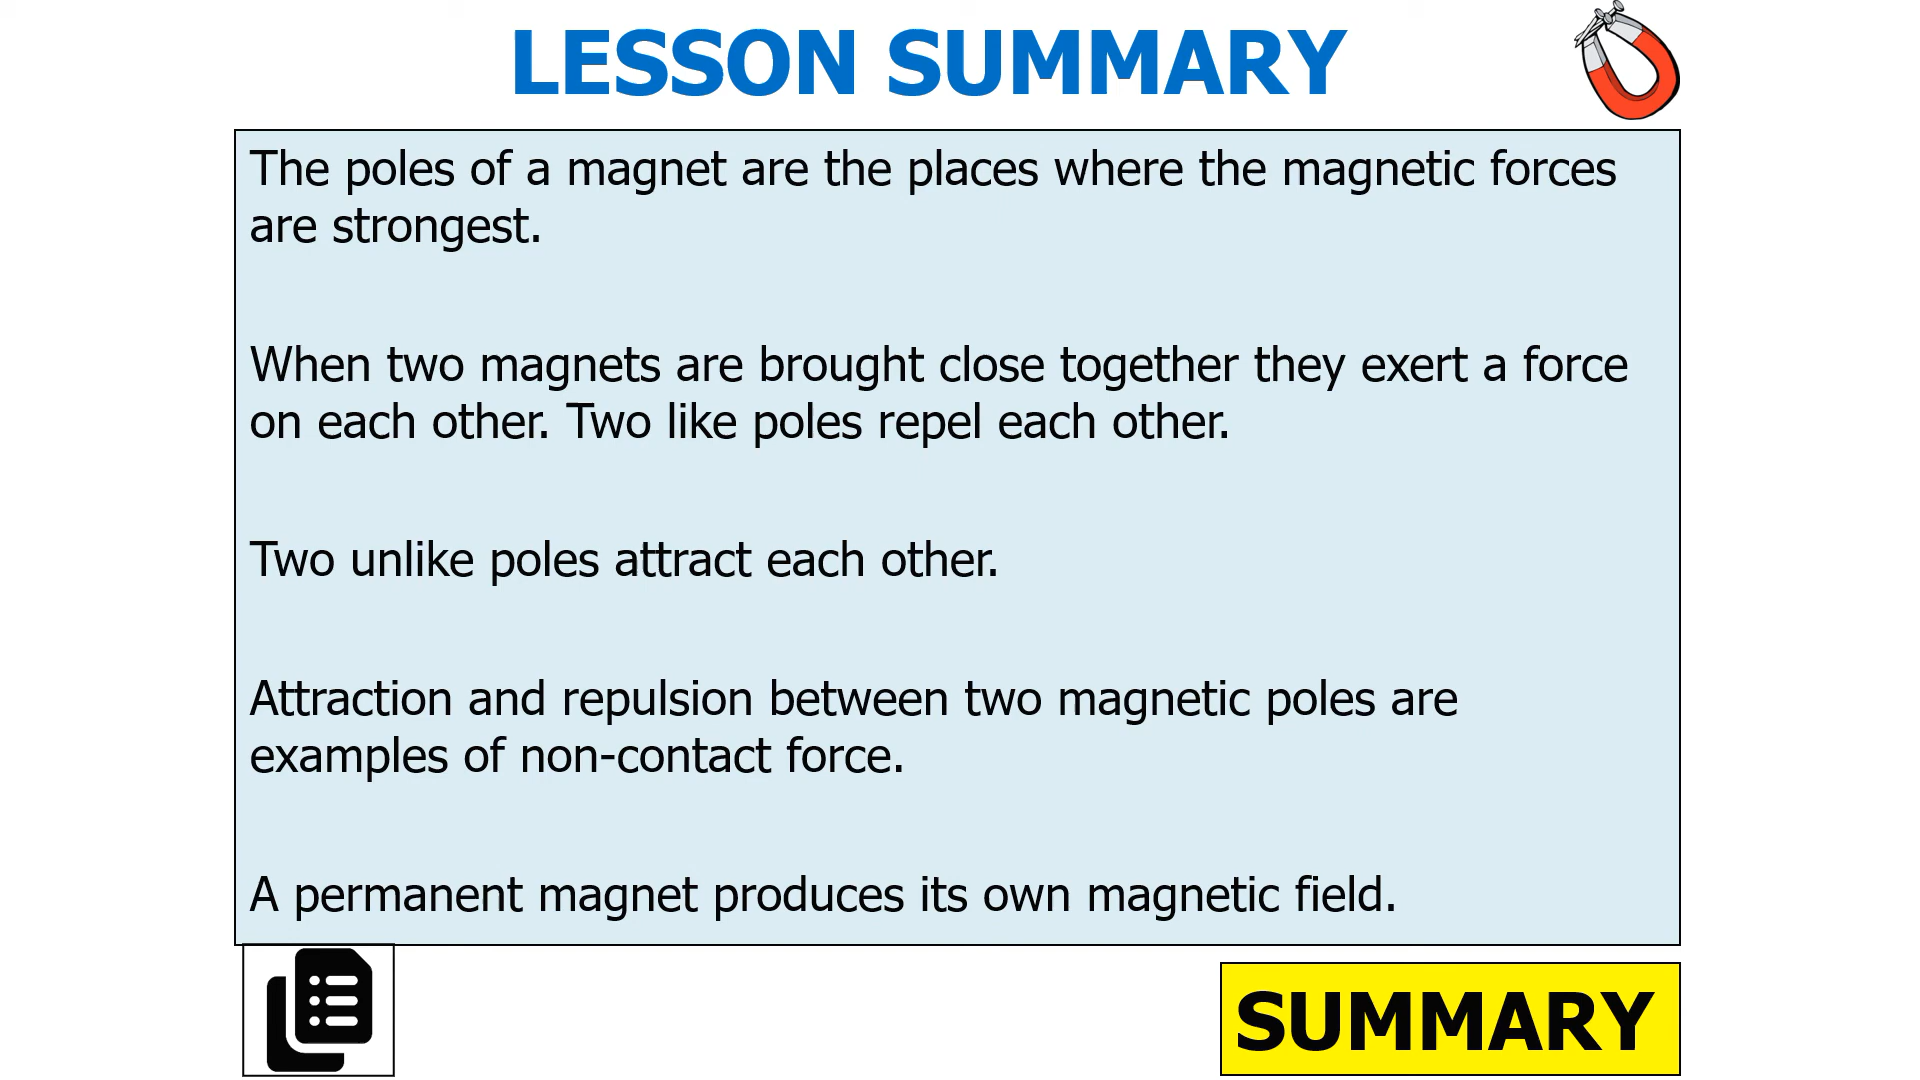 LESSON SUMMARY
The poles of a magnet are the places where the magnetic forces
are strongest.
When two magnets are brought close together they exert a force
on each other. Two like poles repel each other.
Two unlike poles attract each other.
Attraction and repulsion between two magnetic poles are
examples of non-contact force.
A permanent magnet produces its own magnetic field.
SUMMARY